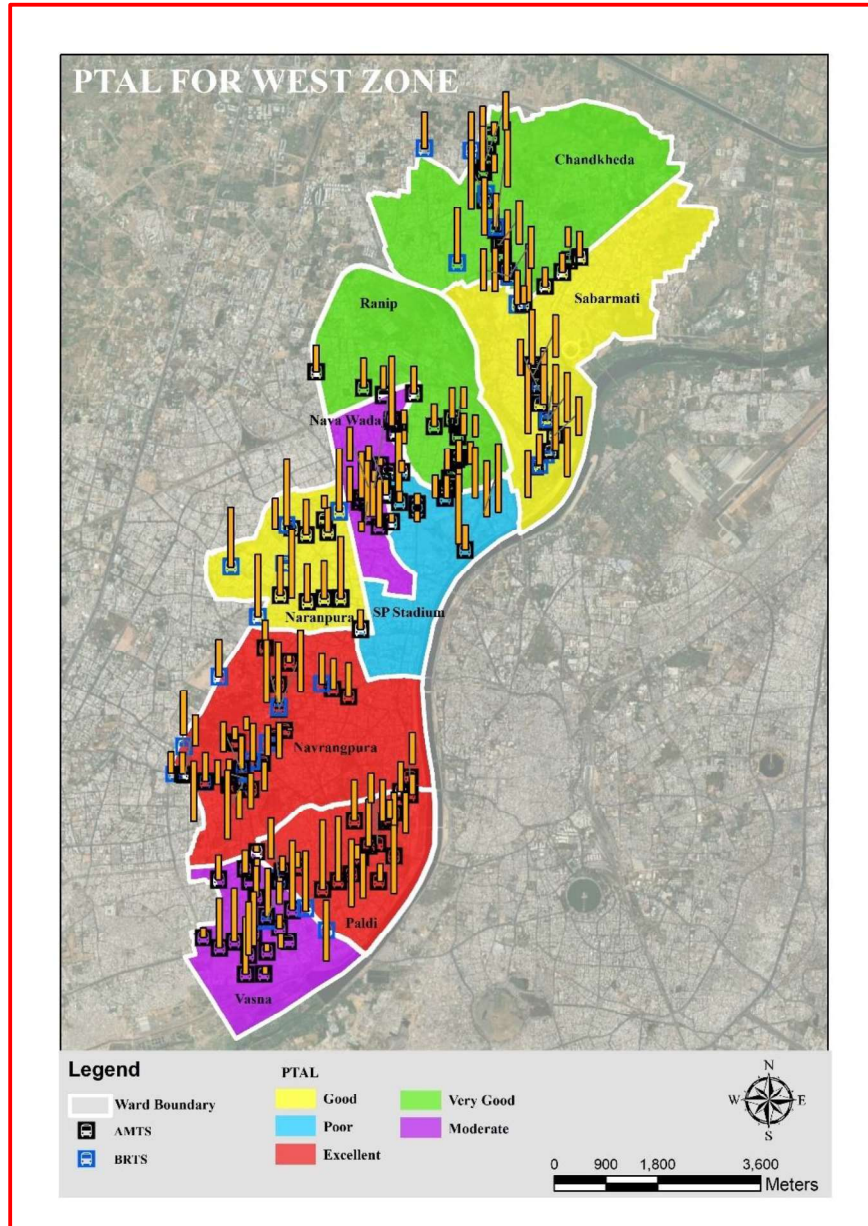 PTAL FOR WEST ZONE
Chandkheda
Sabarmati
Ranip
Nava Wadaj
SP Stadium
Naranpura
Navrangpura
Paldi
Vasna
Legend
Ward Boundary
AMTS
BRTS
PTAL
Good
Poor
Excellent
Very Good
Moderate
N
W E
S
0 900 1,800 3,600
Meters